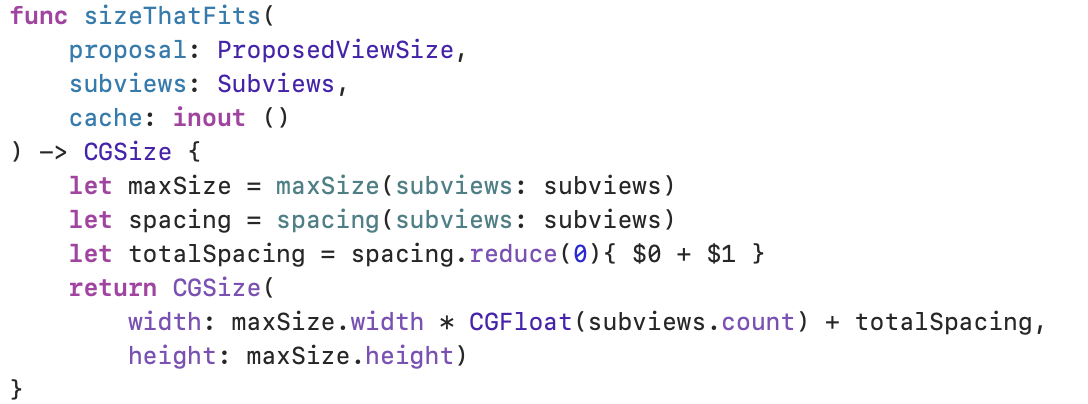 func sizeThatFits(
    proposal: ProposedViewSize,
    subviews: Subviews,
    cache: inout ()
) -> CGSize {
    let maxSize = maxSize(subviews: subviews)
    let spacing = spacing(subviews: subviews)
    let totalSpacing = spacing.reduce(0){ $0 + $1 }
    return CGSize(
        width: maxSize.width * CGFloat(subviews.count) + totalSpacing,
        height: maxSize.height)
}